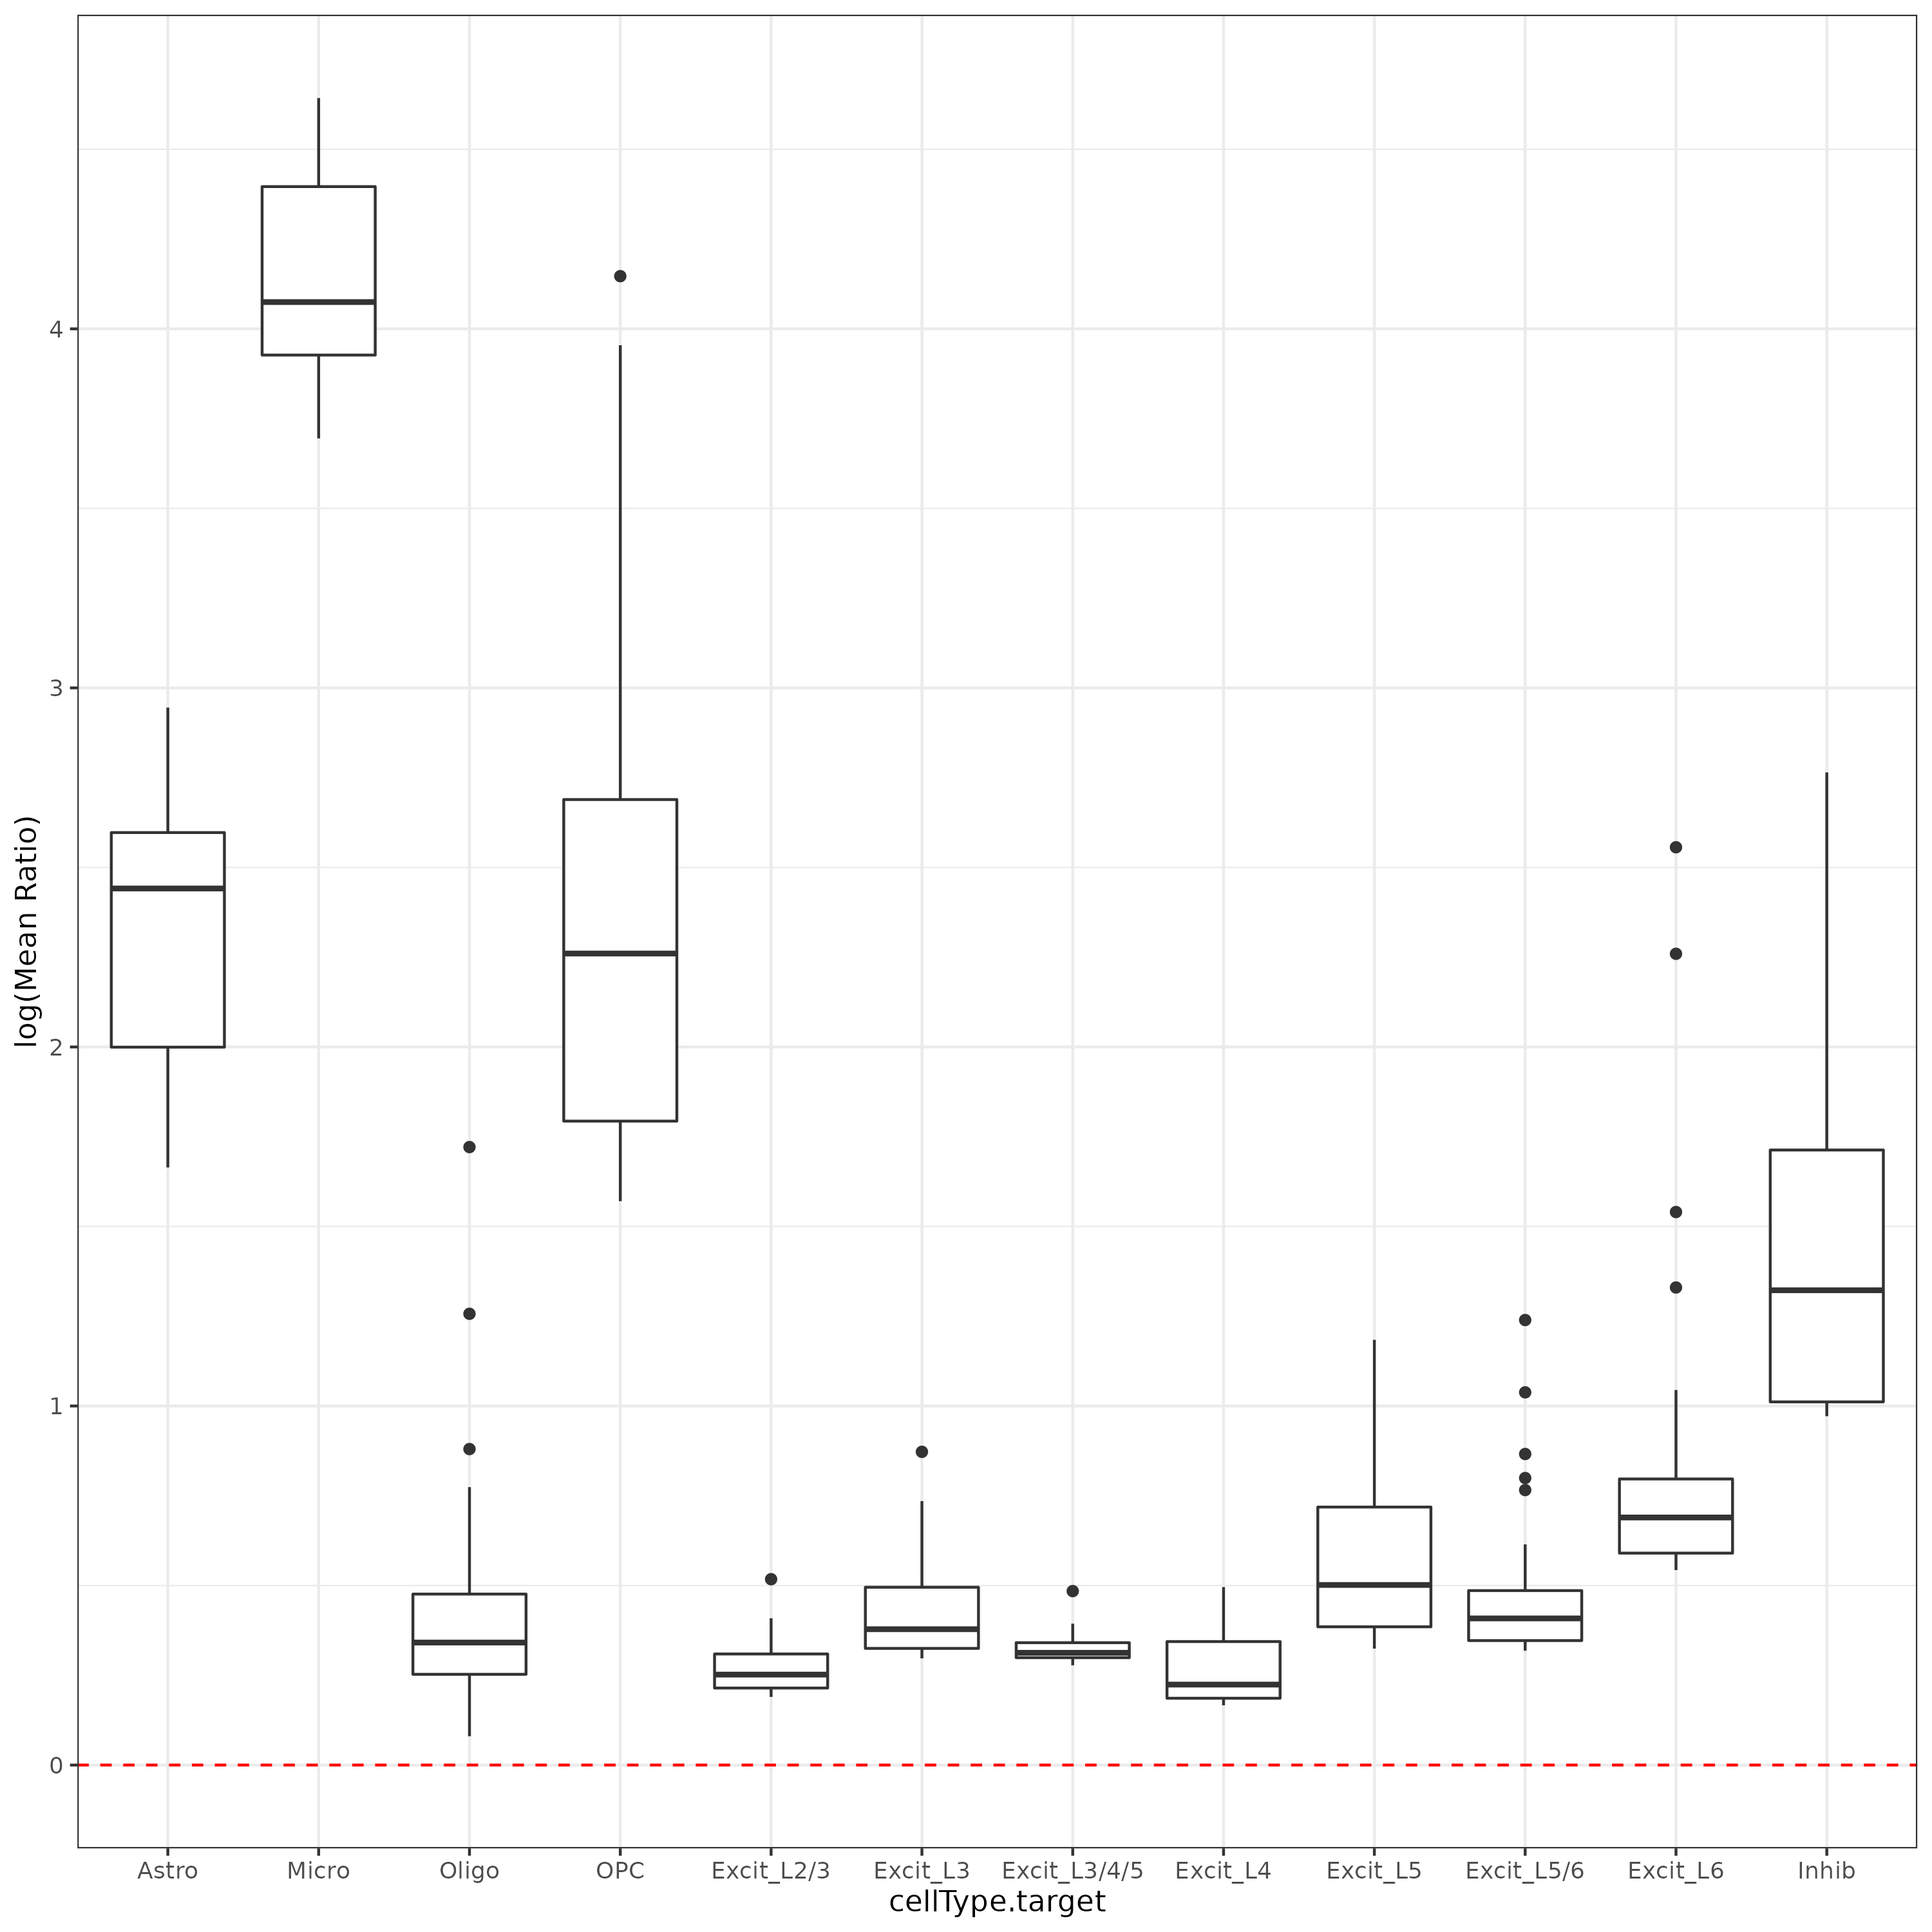 log(Mean Ratio)
4
3
2
1
0
Astro Micro Oligo OPC Excit_L2/3 Excit_L3 Excit_L3/4/5 Excit_L4 Excit_L5 Excit_L5/6 Excit_L6 Inhib
cellType.target